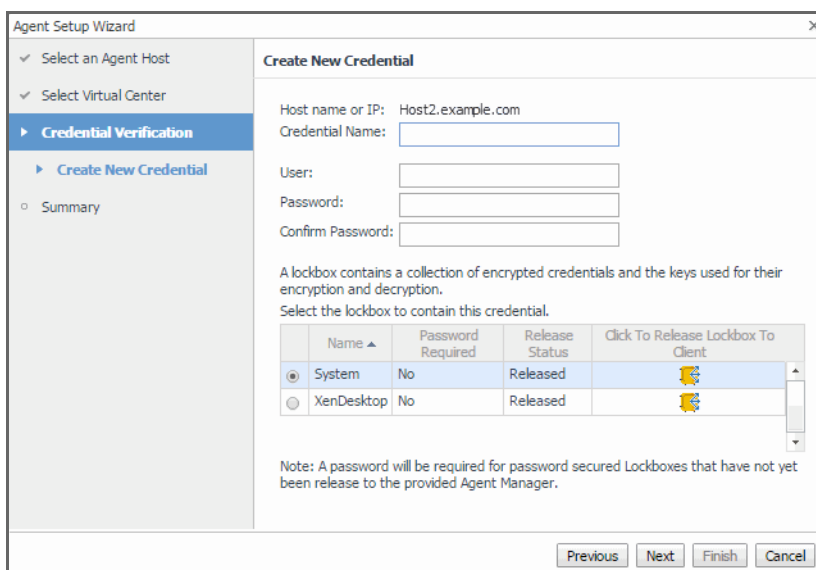 Agent Setup Wizard
Select an Agent Host
Select Virtual Center
Credential Verification
Create New Credential
Summary
Create New Credential
Host name or IP: Host2.example.com
Credential Name:
User:
Password:
Confirm Password:
A lockbox contains a collection of encrypted credentials and the keys used for their
encryption and decryption.
Select the lockbox to contain this credential.
Name Password Required Release Status Click To Release Lockbox To Client
System No Released
XenDesktop No Released
Note: A password will be required for password secured Lockboxes that have not yet
been release to the provided Agent Manager.
Previous Next Finish Cancel